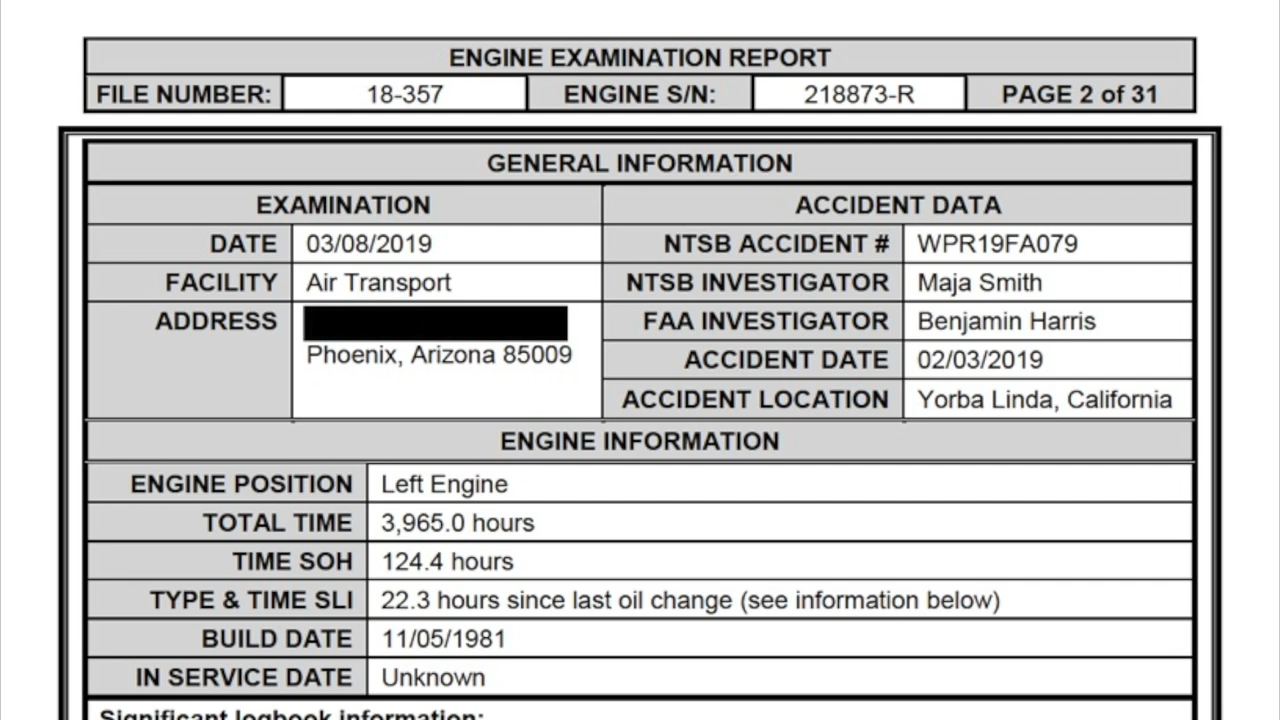 ENGINE EXAMINATION REPORT
FILE NUMBER: 18-357 ENGINE S/N: 218873-R PAGE 2 of 31
GENERAL INFORMATION
EXAMINATION ACCIDENT DATA
DATE 03/08/2019 NTSB ACCIDENT # WPR19FA079
FACILITY Air Transport NTSB INVESTIGATOR Maja Smith
ADDRESS FAA INVESTIGATOR Benjamin Harris
Phoenix, Arizona 85009 ACCIDENT DATE 02/03/2019
ACCIDENT LOCATION Yorba Linda, California
ENGINE INFORMATION
ENGINE POSITION Left Engine
TOTAL TIME 3,965.0 hours
TIME SOH 124.4 hours
TYPE & TIME SLI 22.3 hours since last oil change (see information below)
BUILD DATE 11/05/1981
IN SERVICE DATE Unknown
Significant logbook information: